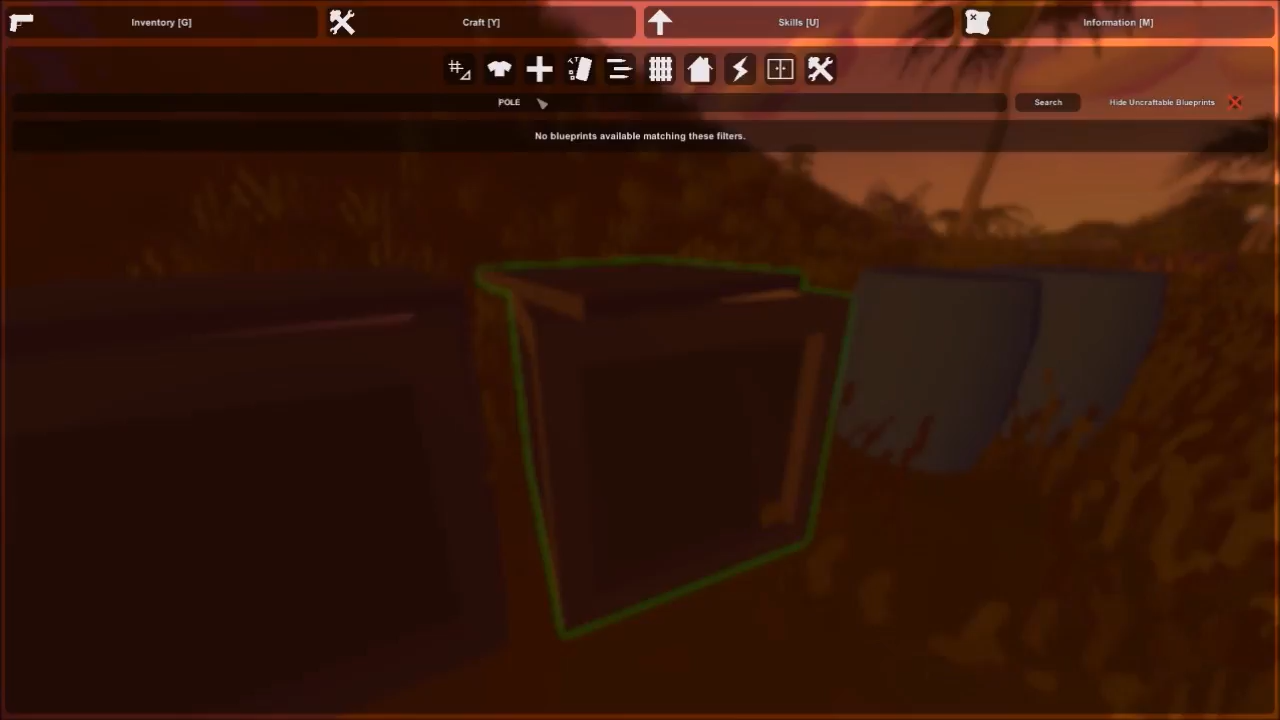 Inventory [G]
Craft [Y]
Skills [U]
Information [M]
POLE
Search
Hide Uncraftable Blueprints
No blueprints available matching these filters.